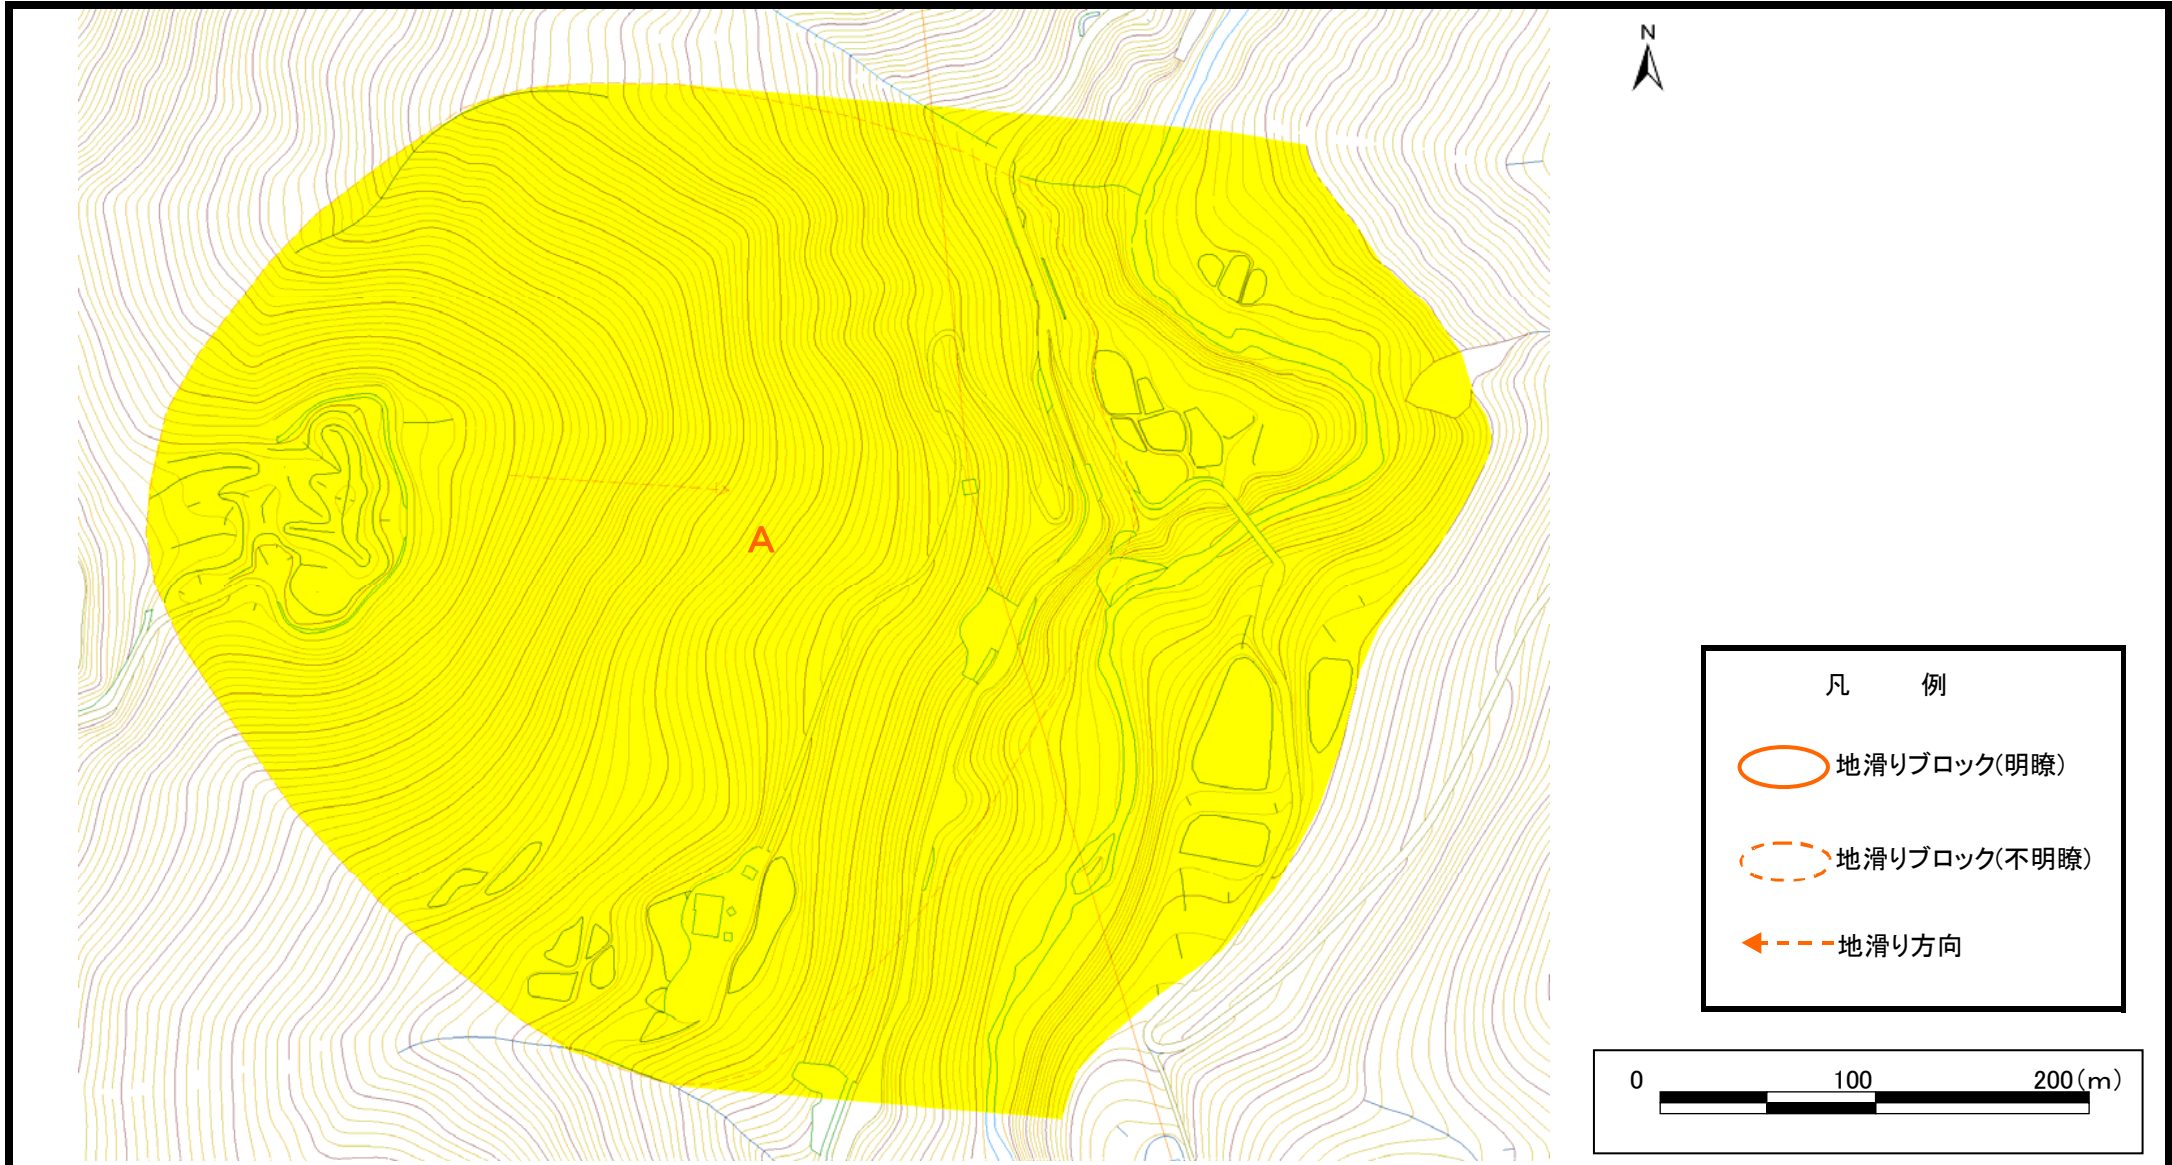 N
A
凡 例
地滑りブロック(明瞭)
地滑りブロック(不明瞭)
地滑り方向
0 100 200(m)